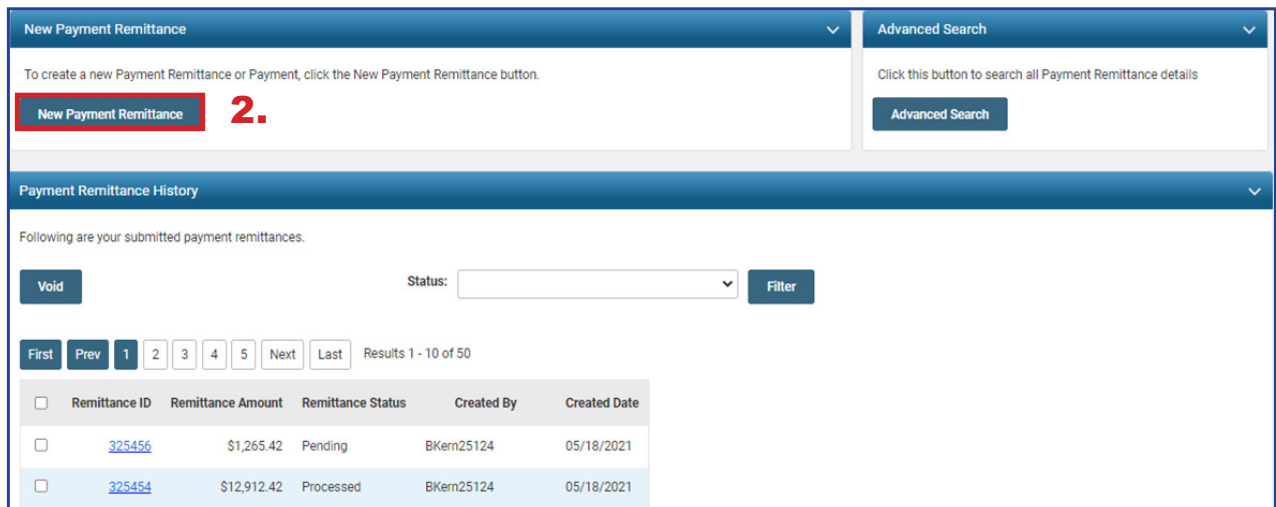 New Payment Remittance
To create a new Payment Remittance or Payment, click the New Payment Remittance button.
New Payment Remittance 2.
Advanced Search
Click this button to search all Payment Remittance details
Advanced Search
Payment Remittance History
Following are your submitted payment remittances.
Void Status: Filter
First Prev 1 2 3 4 5 Next Last Results 1 - 10 of 50
Remittance ID Remittance Amount Remittance Status Created By Created Date
325456 $1,265.42 Pending BKern25124 05/18/2021
325454 $12,912.42 Processed BKern25124 05/18/2021